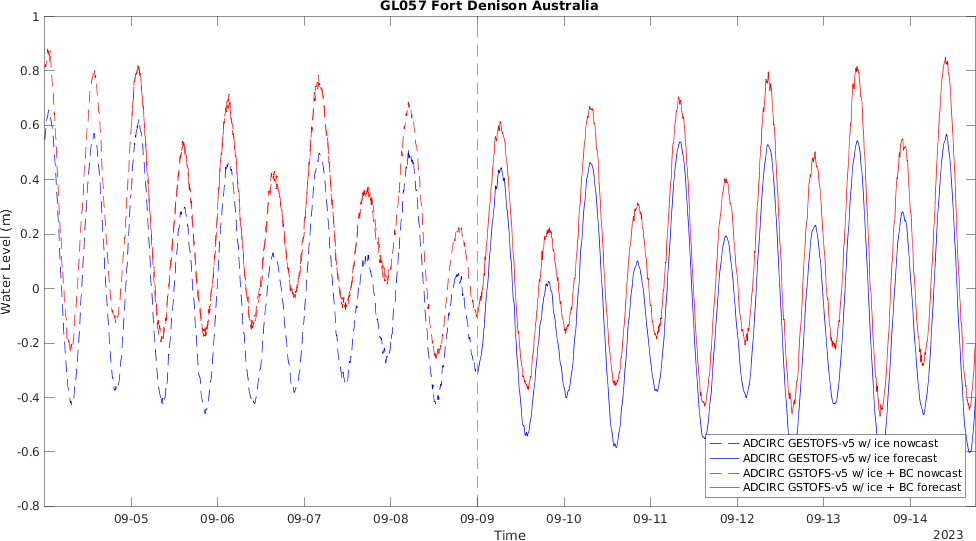 GL057 Fort Denison Australia
1
0.8
0.6
0.4
0.2
0
-0.2
-0.4
-0.6
-0.8
Water Level (m)
ADCIRC GESTOFS-v5 w/ ice nowcast
ADCIRC GESTOFS-v5 w/ ice forecast
ADCIRC GSTOFS-v5 w/ ice + BC nowcast
ADCIRC GSTOFS-v5 w/ ice + BC forecast
09-05 09-06 09-07 09-08 09-09 09-10 09-11 09-12 09-13 09-14
Time
2023